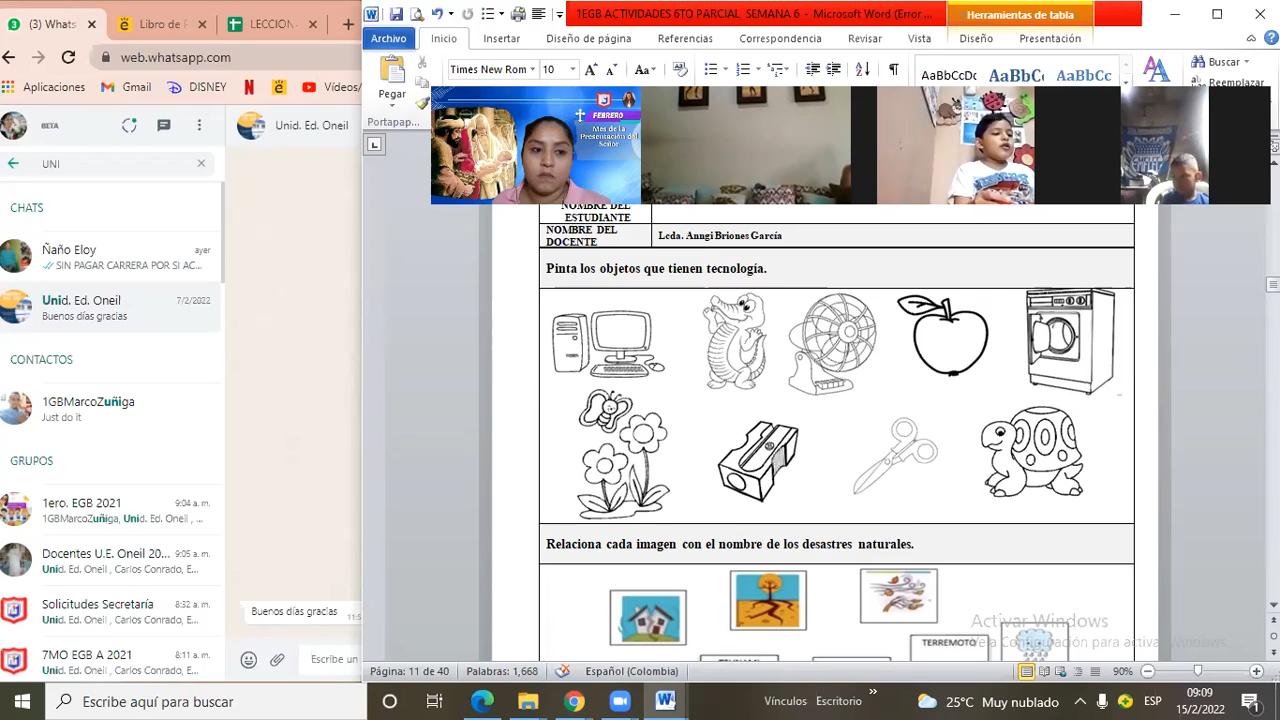 1EGB ACTIVIDADES 6TO PARCIAL SEMANA 6 - Microsoft Word (Error ...
Herramientas de tabla
LECCION
web.whatsapp.com
Archivo
Inicio
Insertar
Diseño de página
Referencias
Correspondencia
Revisar
Vista
Diseño
Presentación
Times New Rom
10
Pegar
Portapap...
AaBbCcDc
AaBbC
AaBbCc
Buscar
Reemplazar
Aplicaciones
Gmail
DISNEY
Videos/
BETA
Unid. Ed. Oneil
UNI
CHATS
Ñaño Eloy
ayer
SIN PAGAR CARRERA POR SI AC...
Unid. Ed. Oneil
7/2/2022
Buenos días gracias
CONTACTOS
1GBMarcoZuñiga
Just do it
GRUPOS
1ero. EGB 2021
9:04 a. m.
1GBMarcoZuñiga, Unid. Ed. Oneil , ...
Docentes U.E. Oneil 20...
9:05 a. m.
Unid. Ed. Oneil , Carlos Conrado, E...
Solicitudes Secretaría
8:32 a. m.
Unid. Ed. Oneil , Carlos Conrado, E...
7MO EGB A 2021
8:11 a. m.
Unid. Ed. Oneil , Carlos Conrado, E...
Buenos días gracias
Escribe un
FEBRERO
Mes de la
Presentación del
Señor
NOMBRE DEL
ESTUDIANTE
NOMBRE DEL
DOCENTE
Lcda. Anngi Briones García
Pinta los objetos que tienen tecnología.
Relaciona cada imagen con el nombre de los desastres naturales.
TERREMOTO
Activar Windows
Ve a Configuración para activar Windows.
Página: 11 de 40
Palabras: 1,668
Español (Colombia)
90%
Escribe aquí para buscar
Vínculos
Escritorio
25°C Muy nublado
ESP
09:09
15/2/2022